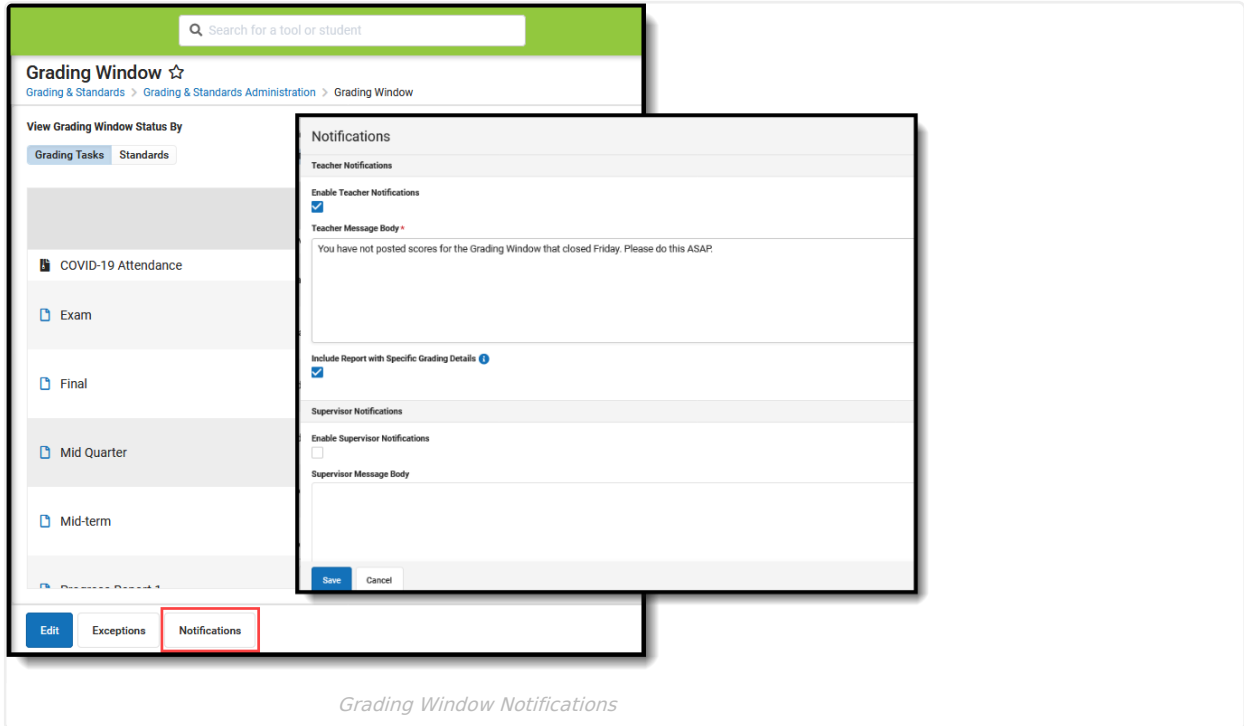 Search for a tool or student
Grading Window
Grading & Standards > Grading & Standards Administration > Grading Window
View Grading Window Status By
Grading Tasks Standards
COVID-19 Attendance
Exam
Final
Mid Quarter
Mid-term
Progress Report 1
Edit Exceptions Notifications
Notifications
Teacher Notifications
Enable Teacher Notifications
Teacher Message Body *
You have not posted scores for the Grading Window that closed Friday. Please do this ASAP.
Include Report with Specific Grading Details
Supervisor Notifications
Enable Supervisor Notifications
Supervisor Message Body
Save Cancel
Grading Window Notifications